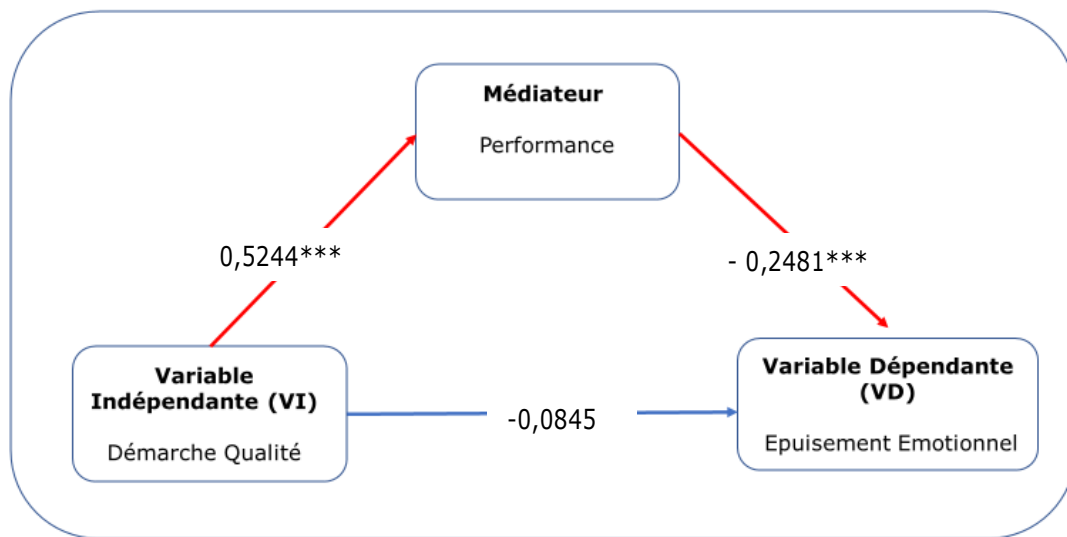 Médiateur
Performance
0,5244***
- 0,2481***
Variable
Indépendante (VI)
Démarche Qualité
-0,0845
Variable Dépendante
(VD)
Epuisement Emotionnel